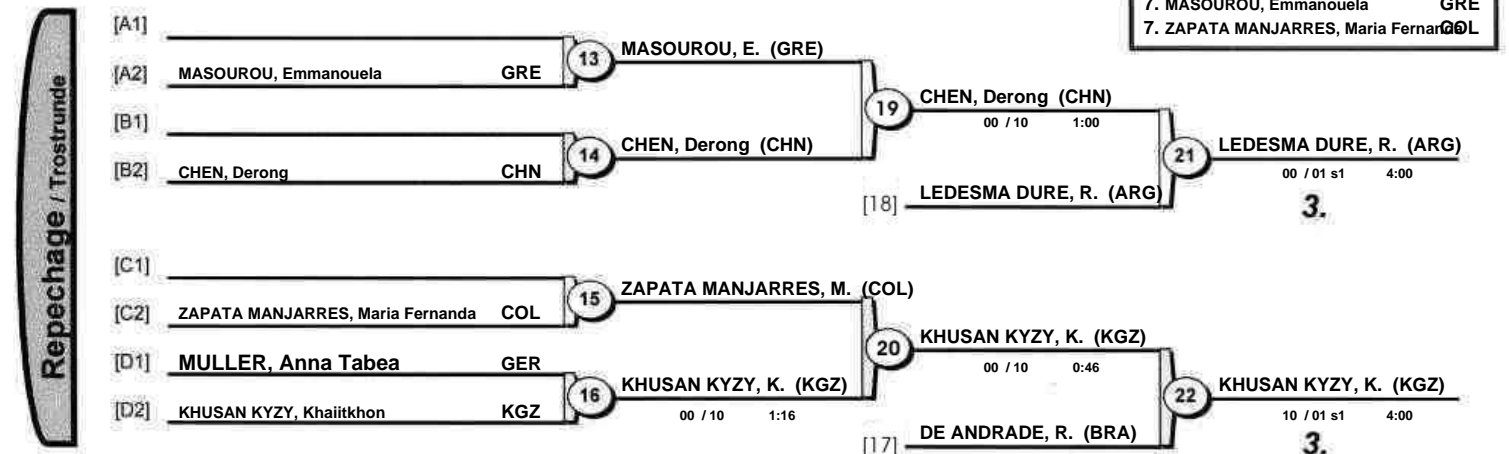 7. MASOUROU, Emmanouela GRE
7. ZAPATA MANJARRES, Maria Fernanda COL
Repechage / Trostrunde
[A1]
[A2] MASOUROU, Emmanouela GRE
13 MASOUROU, E. (GRE)
[B1]
[B2] CHEN, Derong CHN
14 CHEN, Derong (CHN)
19 CHEN, Derong (CHN)
00 / 10 1:00
[18] LEDESMA DURE, R. (ARG)
21 LEDESMA DURE, R. (ARG)
00 / 01 s1 4:00
3.
[C1]
[C2] ZAPATA MANJARRES, Maria Fernanda COL
15 ZAPATA MANJARRES, M. (COL)
[D1] MULLER, Anna Tabea GER
[D2] KHUSAN KYZY, Khaiitkhon KGZ
16 KHUSAN KYZY, K. (KGZ)
00 / 10 1:16
20 KHUSAN KYZY, K. (KGZ)
00 / 10 0:46
[17] DE ANDRADE, R. (BRA)
22 KHUSAN KYZY, K. (KGZ)
10 / 01 s1 4:00
3.